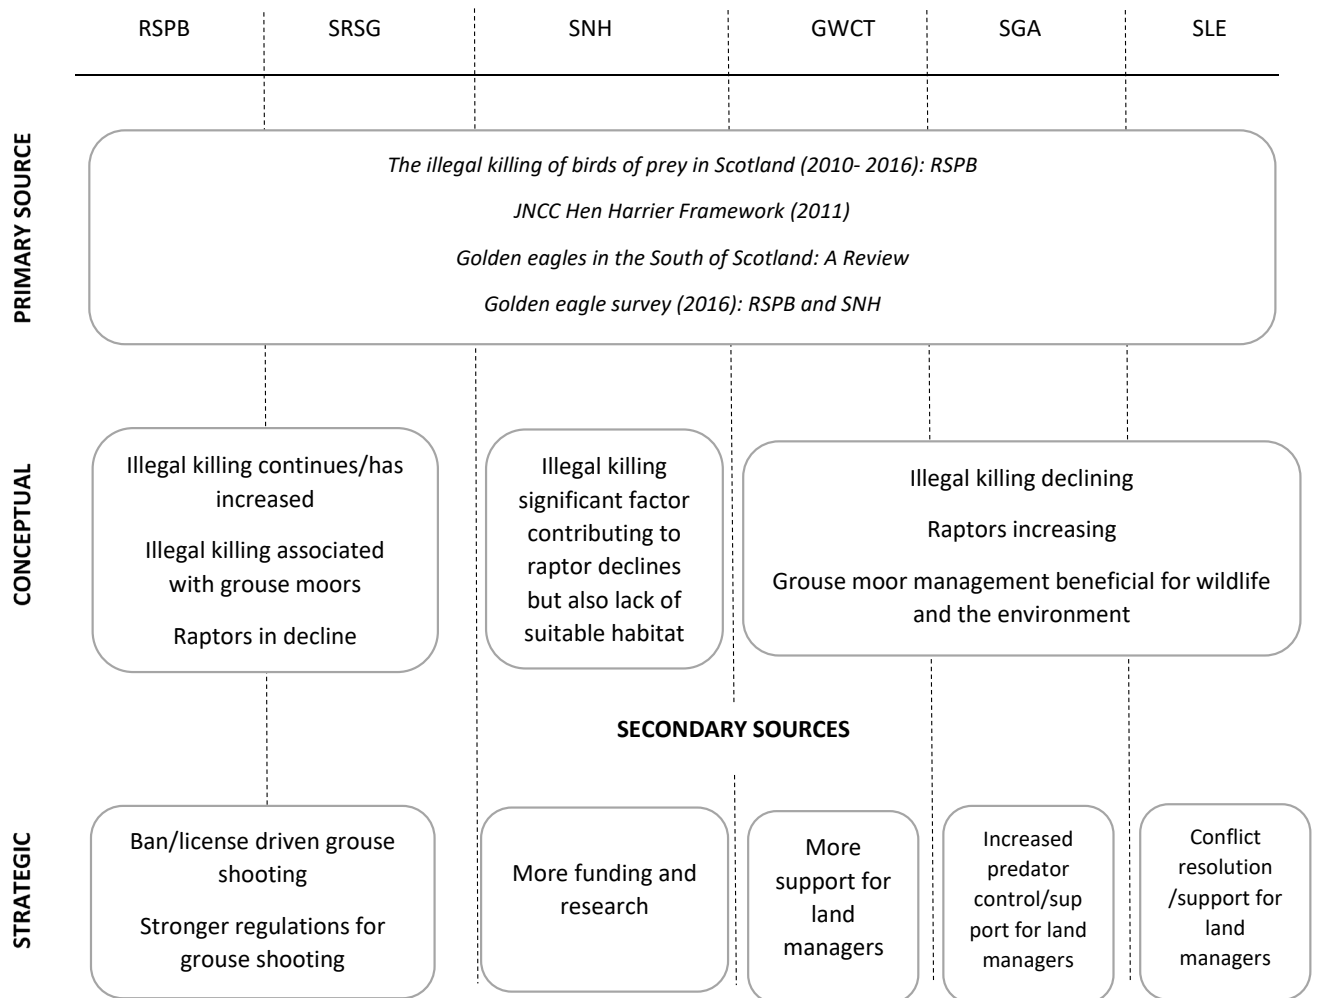 RSPB SRSG SNH GWCT SGA SLE
PRIMARY SOURCE
The illegal killing of birds of prey in Scotland (2010- 2016): RSPB
JNCC Hen Harrier Framework (2011)
Golden eagles in the South of Scotland: A Review
Golden eagle survey (2016): RSPB and SNH
CONCEPTUAL
Illegal killing continues/has
increased
Illegal killing associated
with grouse moors
Raptors in decline
Illegal killing
significant factor
contributing to
raptor declines
but also lack of
suitable habitat
Illegal killing declining
Raptors increasing
Grouse moor management beneficial for wildlife
and the environment
SECONDARY SOURCES
STRATEGIC
Ban/license driven grouse
shooting
Stronger regulations for
grouse shooting
More funding and
research
More
support for
land
managers
Increased
predator
control/sup
port for land
managers
Conflict
resolution
/support for
land
managers